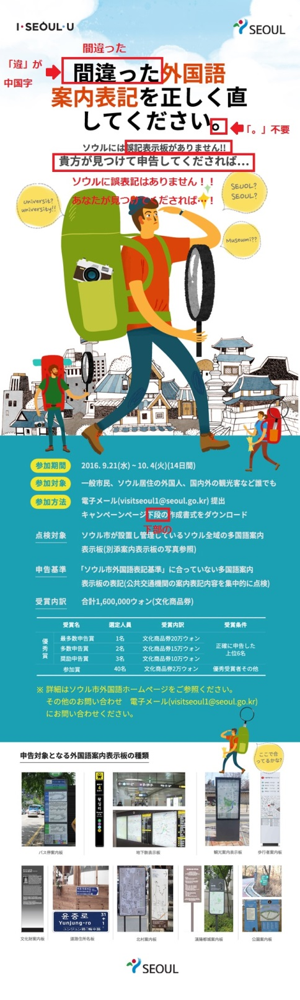 I·SEOUL·U
SEOUL
間違った
「違」が
中国字
間違った外国語
案内表記を正しく直
してください。
「。」不要
ソウルには誤記表示板がありません!!
貴方が見つけて申告してくだされば...
ソウルに誤表記はありません！！
あなたが見つけてくだされば…！
universit?
university!!
SEUOL?
SEOUL?
Museumi??
参加期間 2016. 9.21(水) ~ 10. 4(火)(14日間)
参加対象 一般市民、ソウル居住の外国人、国内外の観光客など誰でも
参加方法 電子メール(visitseoul1@seoul.go.kr) 提出
キャンペーンページ下段の作成書式をダウンロード
下部の
点検対象 ソウル市が設置し管理しているソウル全域の多国語案内
表示板(別添案内表示板の写真参照)
申告基準 「ソウル市外国語表記基準」に合っていない多国語案内
表示板の表記(公共交通機関の案内表記内容を集中的に点検)
受賞内訳 合計1,600,000ウォン(文化商品券)
受賞名 選定人員 受賞内訳 受賞条件
優秀賞
最多数申告賞 1名 文化商品券20万ウォン
多数申告賞 2名 文化商品券15万ウォン
奨励申告賞 3名 文化商品券10万ウォン
正確に申告した
上位6名
参加賞 40名 文化商品券2万ウォン 優秀受賞者その他
※ 詳細はソウル市外国語ホームページをご参照ください。
その他のお問い合わせ 電子メール(visitseoul1@seoul.go.kr)
にお問い合わせください。
ここで合
ってるかな?
申告対象となる外国語案内表示板の種類
バス停案内板
地下鉄表示板
観光案内表示板
歩行者案内板
4
왕십리
윤중로
Yunjung-ro
ユンジュン路
輪中路
31
1
文化財案内板
道路住所名板
北村案内板
漢陽都城案内板
公園案内板
SEOUL